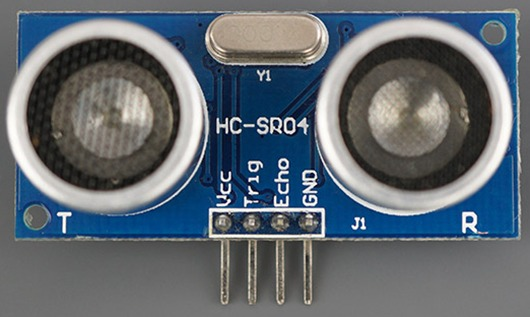 Y1
HC-SR04
Vcc
Trig
Echo
GND
T
J1
R